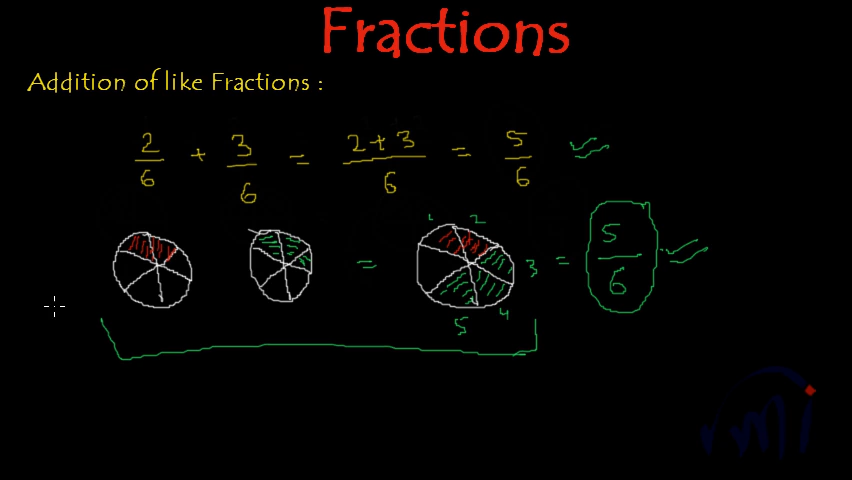 Fractions
Addition of like Fractions :
2/6 + 3/6 = 2+3/6 = 5/6
1 2
= 3 = 5/6
5 4
rmi